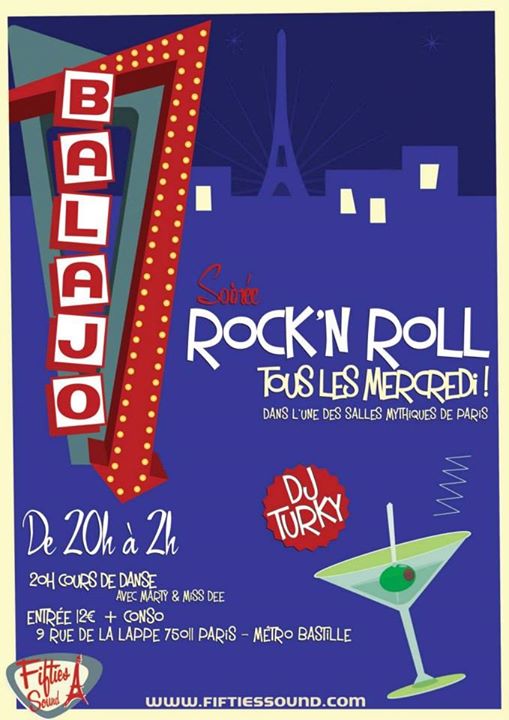 BALAJO
Soirée
ROCK'N ROLL
TOUS LES MERCREDI !
DANS L'UNE DES SALLES MYTHIQUES DE PARIS
DJ
TURKY
De 20h à 2h
20H COURS DE DANSE
AVEC MARTY & MISS DEE
ENTRÉE 12€ + CONSO
9 RUE DE LA LAPPE 75011 PARIS - MÉTRO BASTILLE
Fifties
Sound
WWW.FIFTIESSOUND.COM